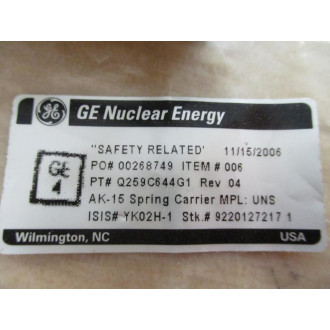 GE Nuclear Energy
"SAFETY RELATED' 11/15/2006
PO# 00268749 ITEM # 006
GE
4
PT# Q259C644G1 Rev 04
AK-15 Spring Carrier MPL: UNS
ISIS# YK02H-1 Stk.# 9220127217 1
Wilmington, NC USA